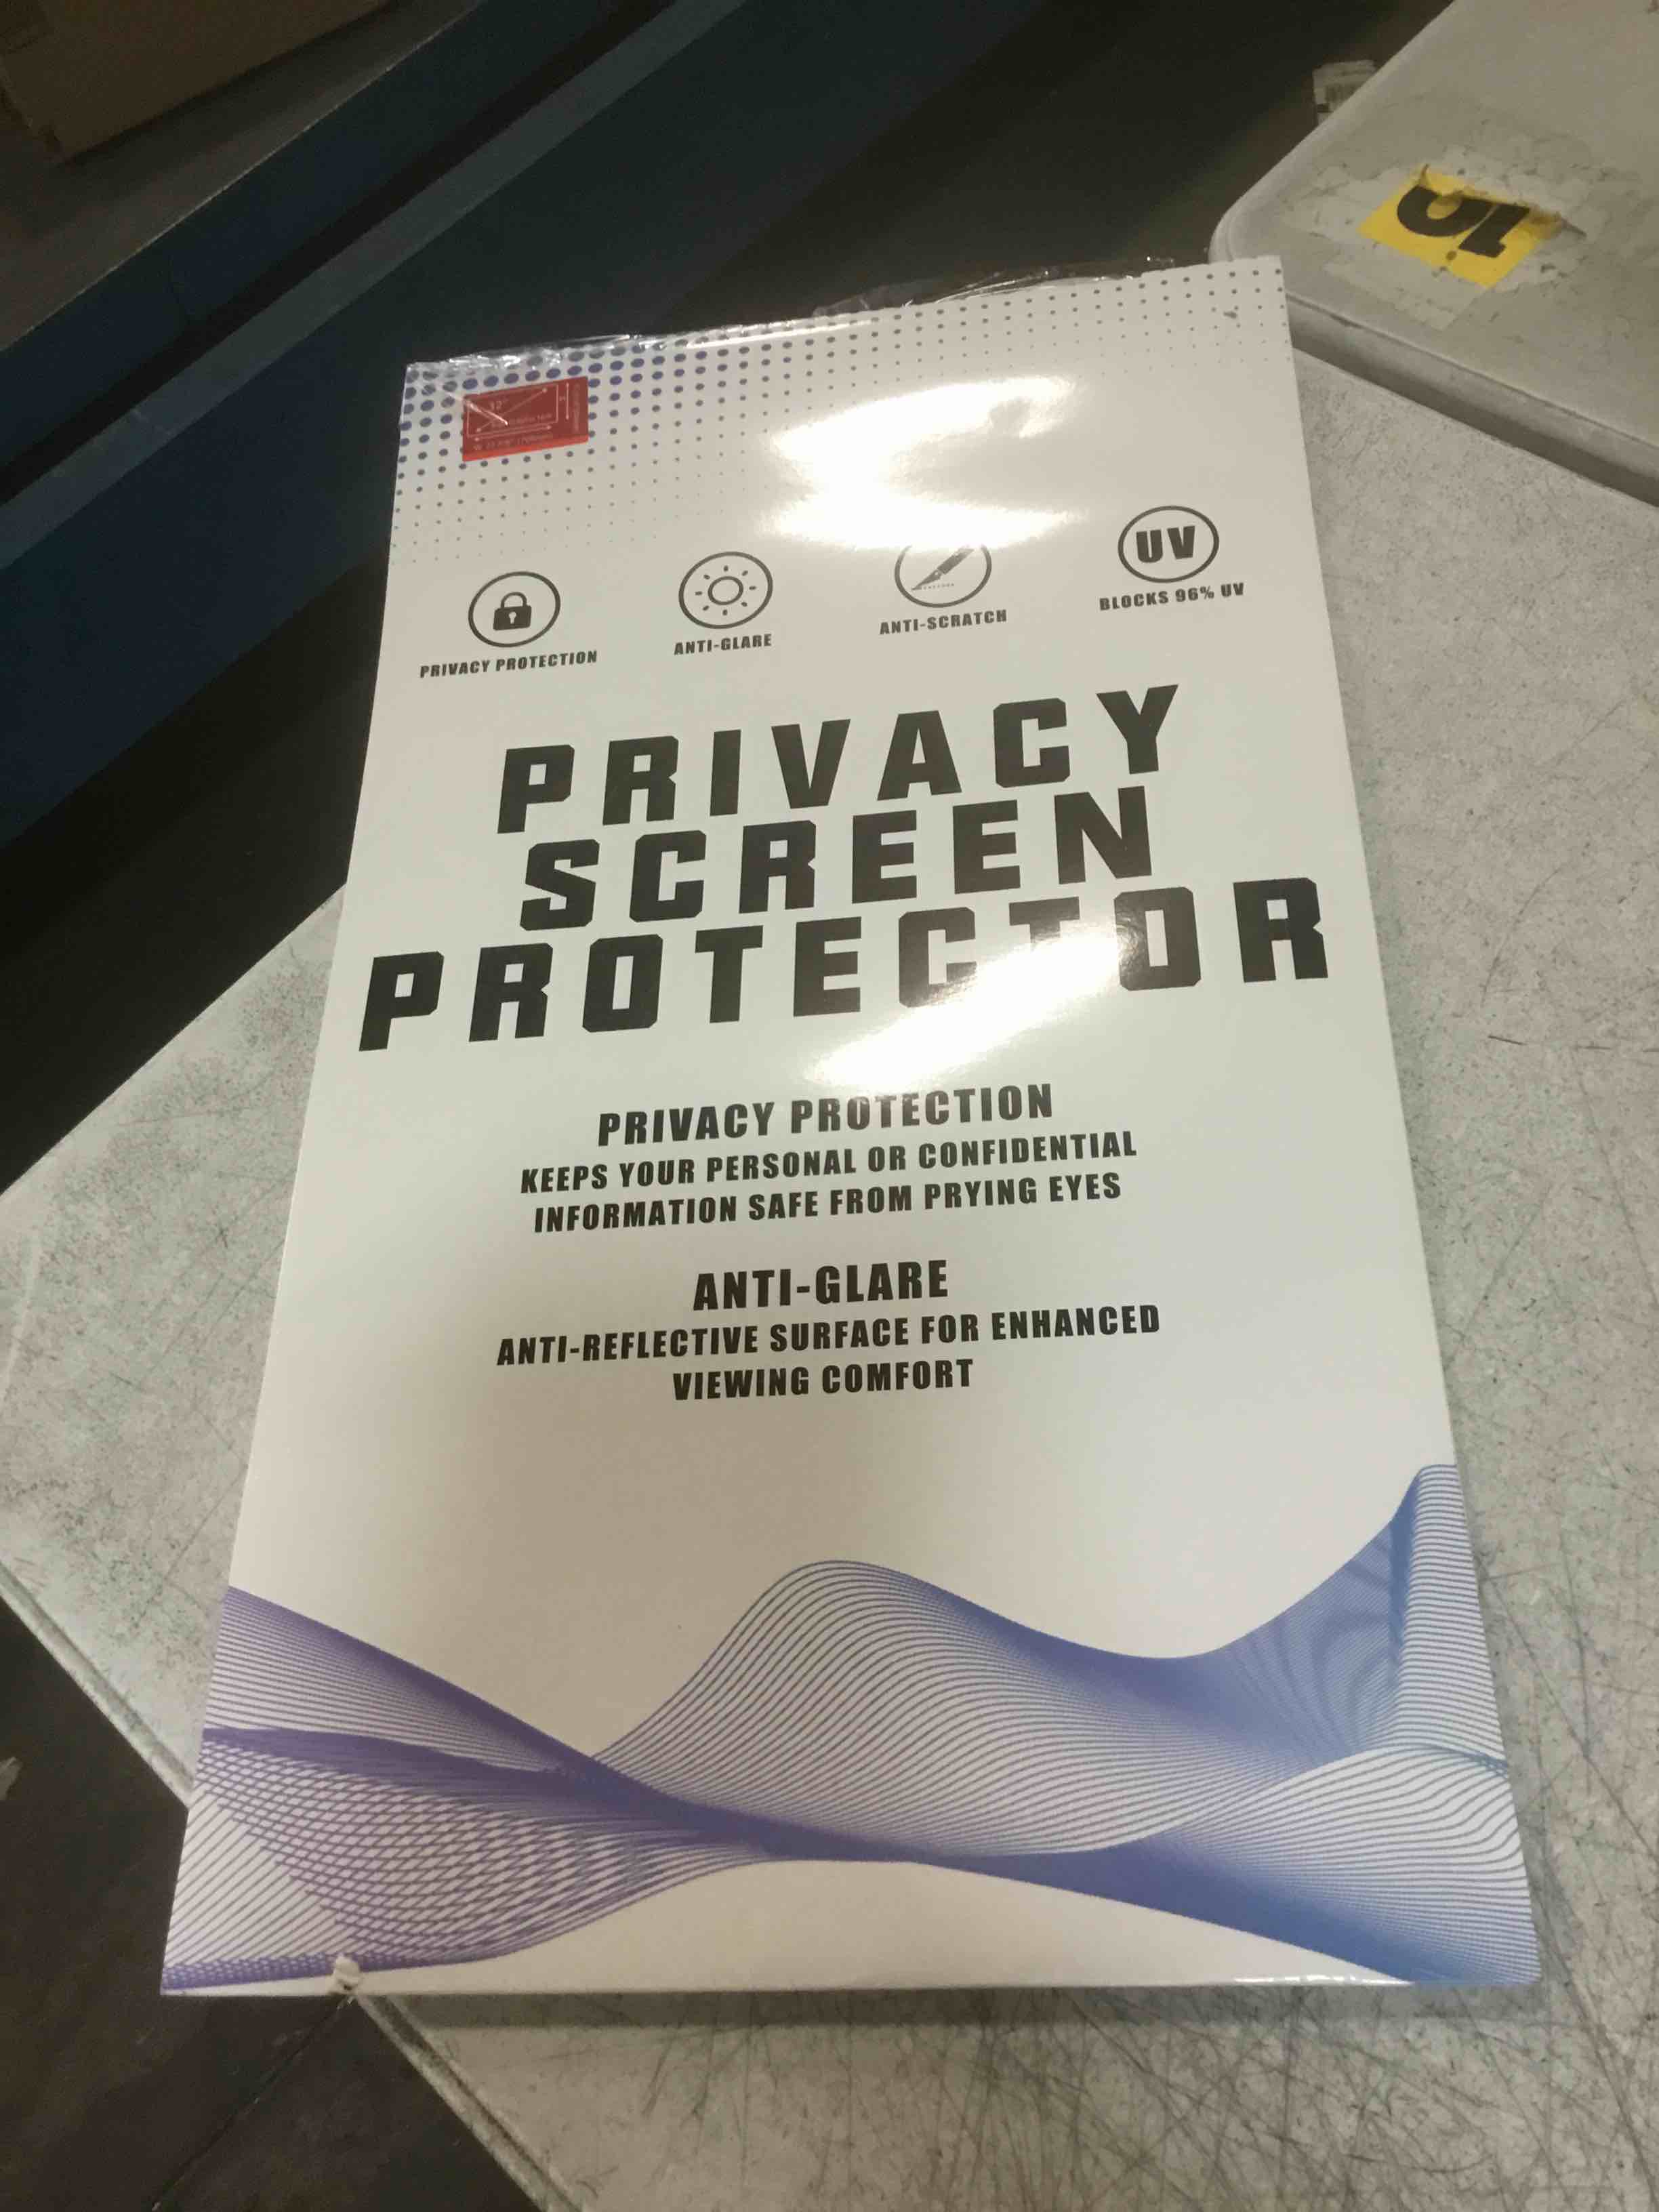 PRIVACY PROTECTION
ANTI-GLARE
ANTI-SCRATCH
UV
BLOCKS 96% UV
PRIVACY
SCREEN
PROTECTOR
PRIVACY PROTECTION
KEEPS YOUR PERSONAL OR CONFIDENTIAL
INFORMATION SAFE FROM PRYING EYES
ANTI-GLARE
ANTI-REFLECTIVE SURFACE FOR ENHANCED
VIEWING COMFORT